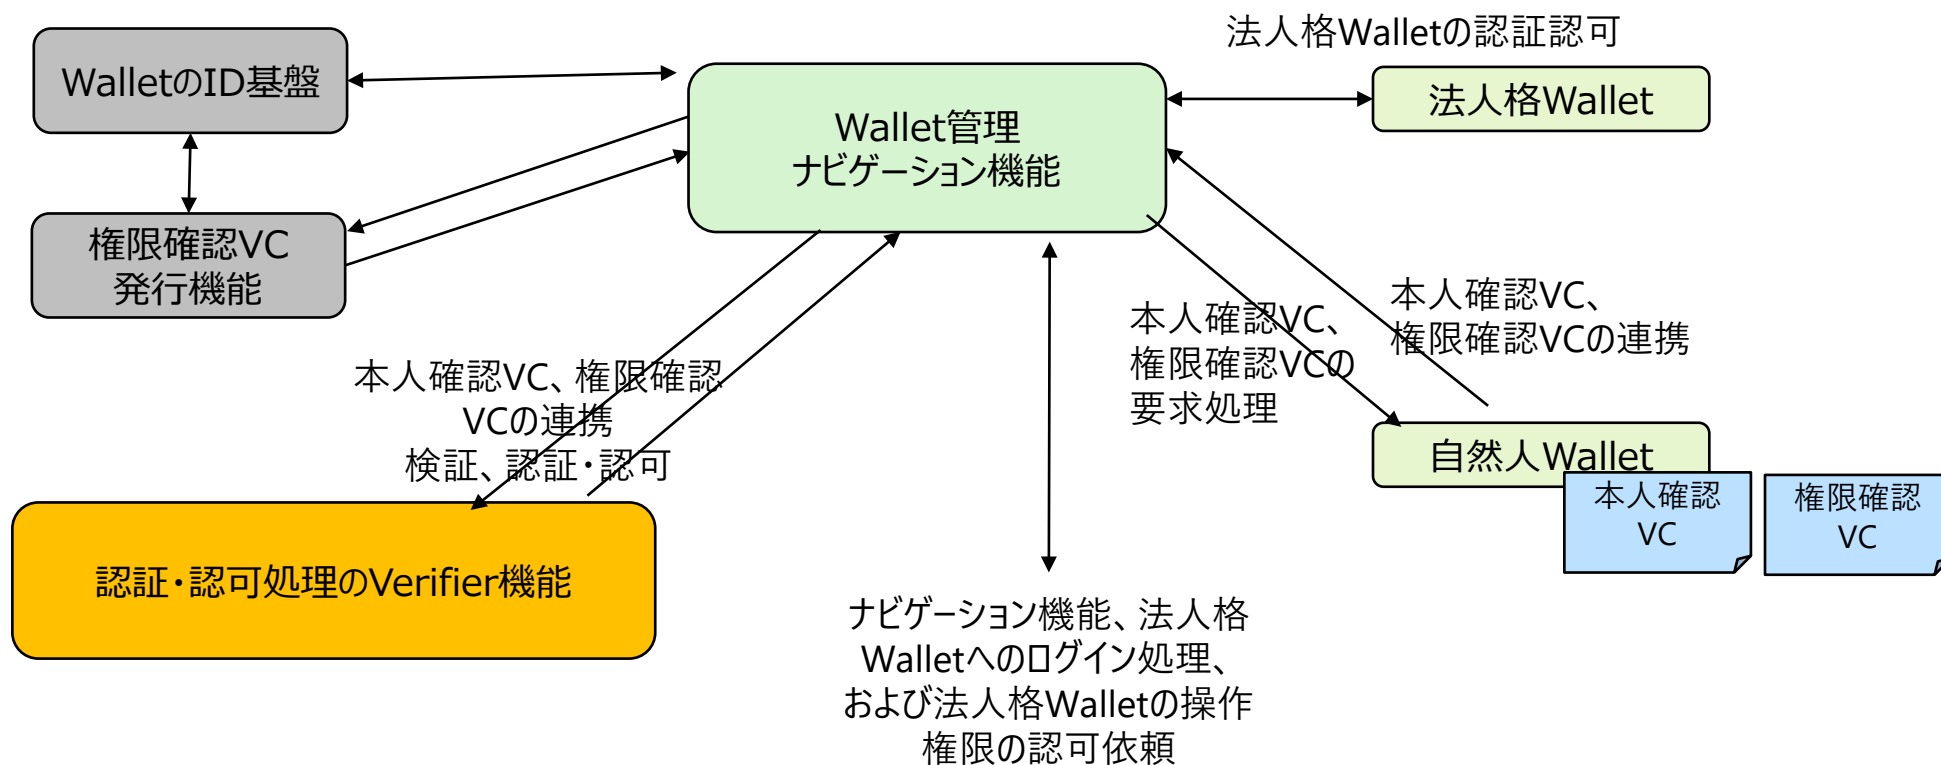 法人格Walletの認証認可
WalletのID基盤
Wallet管理
ナビゲーション機能
法人格Wallet
権限確認VC
発行機能
本人確認VC、
権限確認VCの連携
本人確認VC、
権限確認VCの
要求処理
本人確認VC、権限確認
VCの連携
検証、認証・認可
自然人Wallet
本人確認
VC
権限確認
VC
認証・認可処理のVerifier機能
ナビゲーション機能、法人格
Walletへのログイン処理、
および法人格Walletの操作
権限の認可依頼